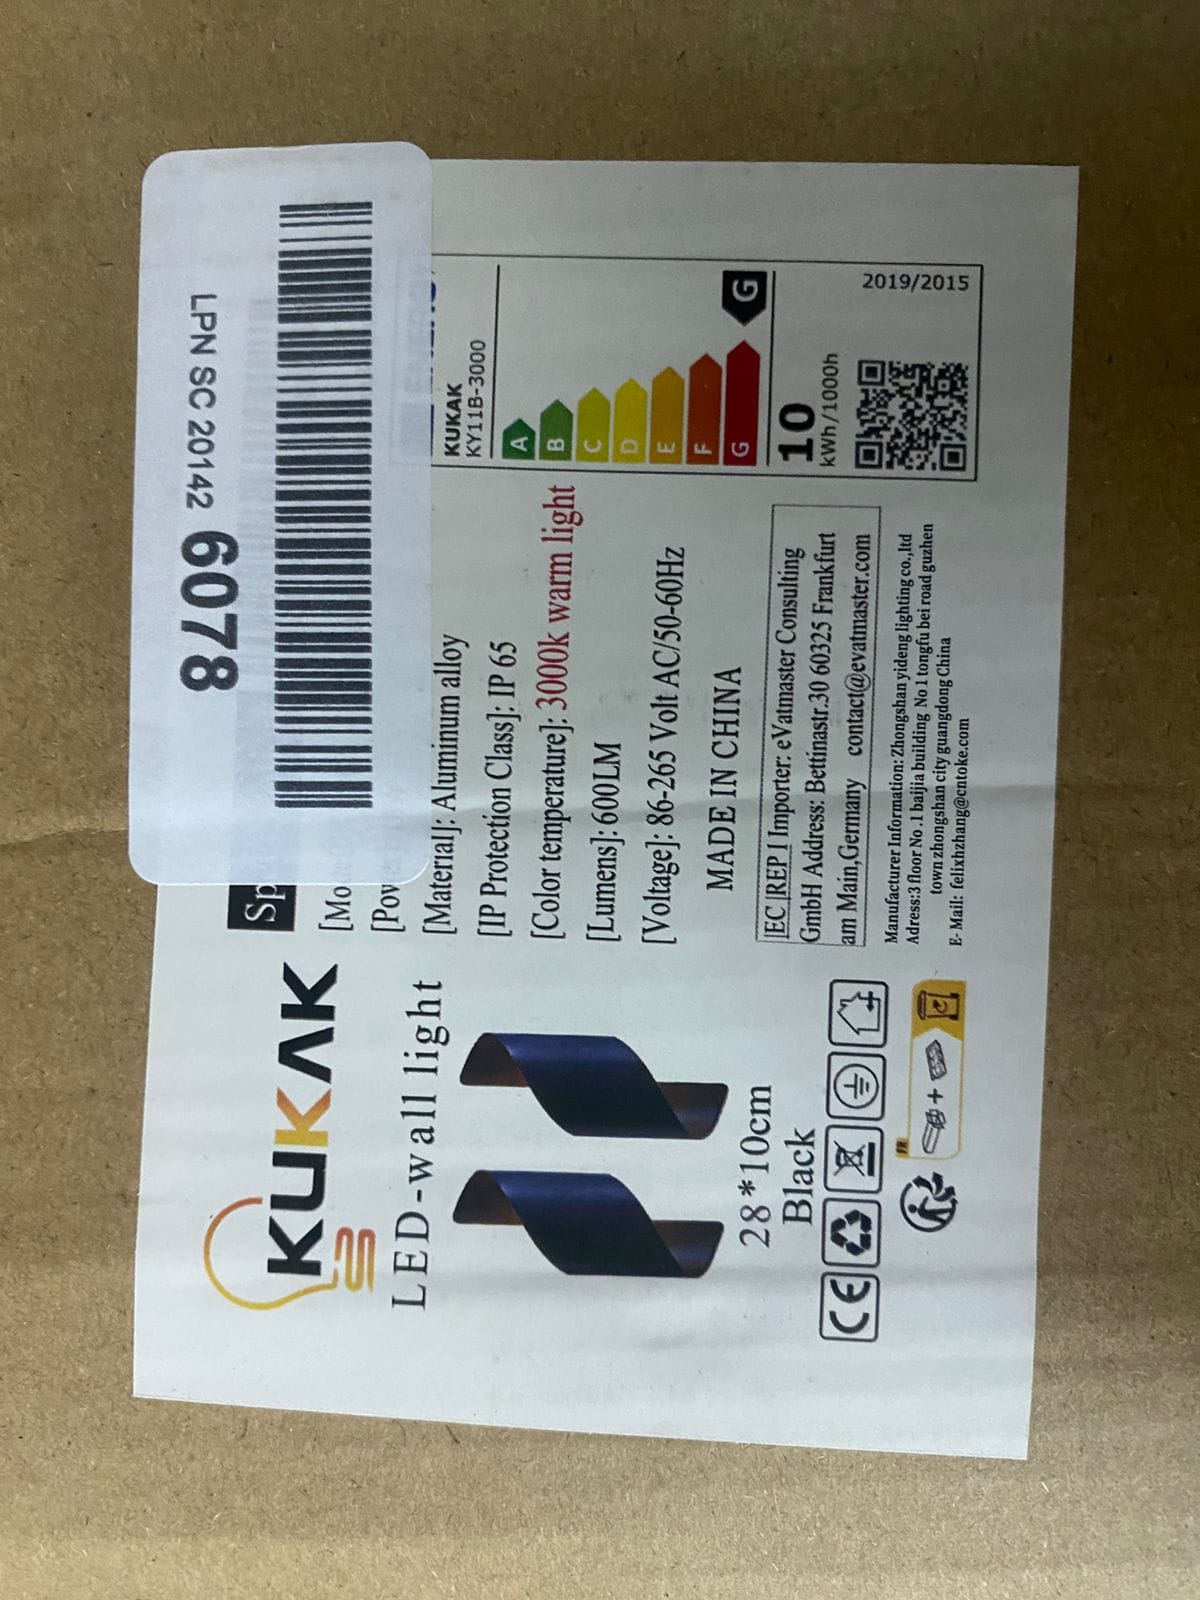 LPN SC 20142 6078
KUKAK
LED-wall light
28*10cm
Black
CE
FR
[Material]: Aluminum alloy
[IP Protection Class]: IP 65
[Color temperature]: 3000k warm light
[Lumens]: 600LM
[Voltage]: 86-265 Volt AC/50-60Hz
MADE IN CHINA
EC REP Importer: eVatmaster Consulting
GmbH Address: Bettinastr.30 60325 Frankfurt
am Main,Germany contact@evatmaster.com
Manufacturer Information: Zhongshan yideng lighting co.,ltd
Adress:3 floor No.1 baijia building No1 tongfu bei road guzhen
town zhongshan city guangdong China
E-Mail: felixhzhang@cntoke.com
KUKAK
KY11B-3000
A
B
C
D
E
F
G
G
10
kWh/1000h
2019/2015